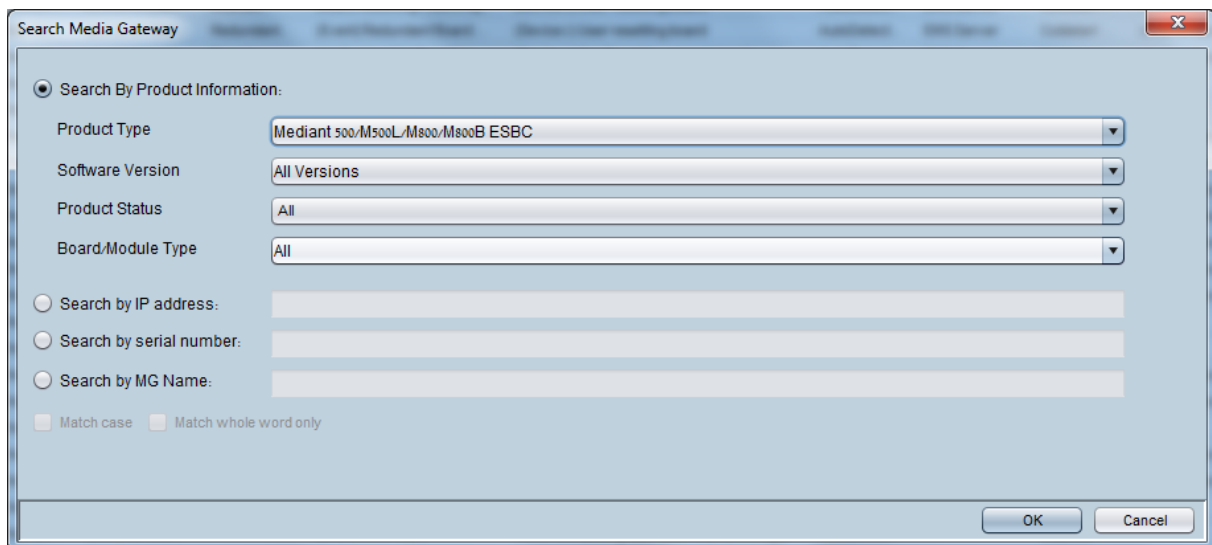 Search Media Gateway
Search By Product Information:
Product Type Mediant 500/M500L/M800/M800B ESBC
Software Version All Versions
Product Status All
Board/Module Type All
Search by IP address:
Search by serial number:
Search by MG Name:
Match case Match whole word only
OK Cancel